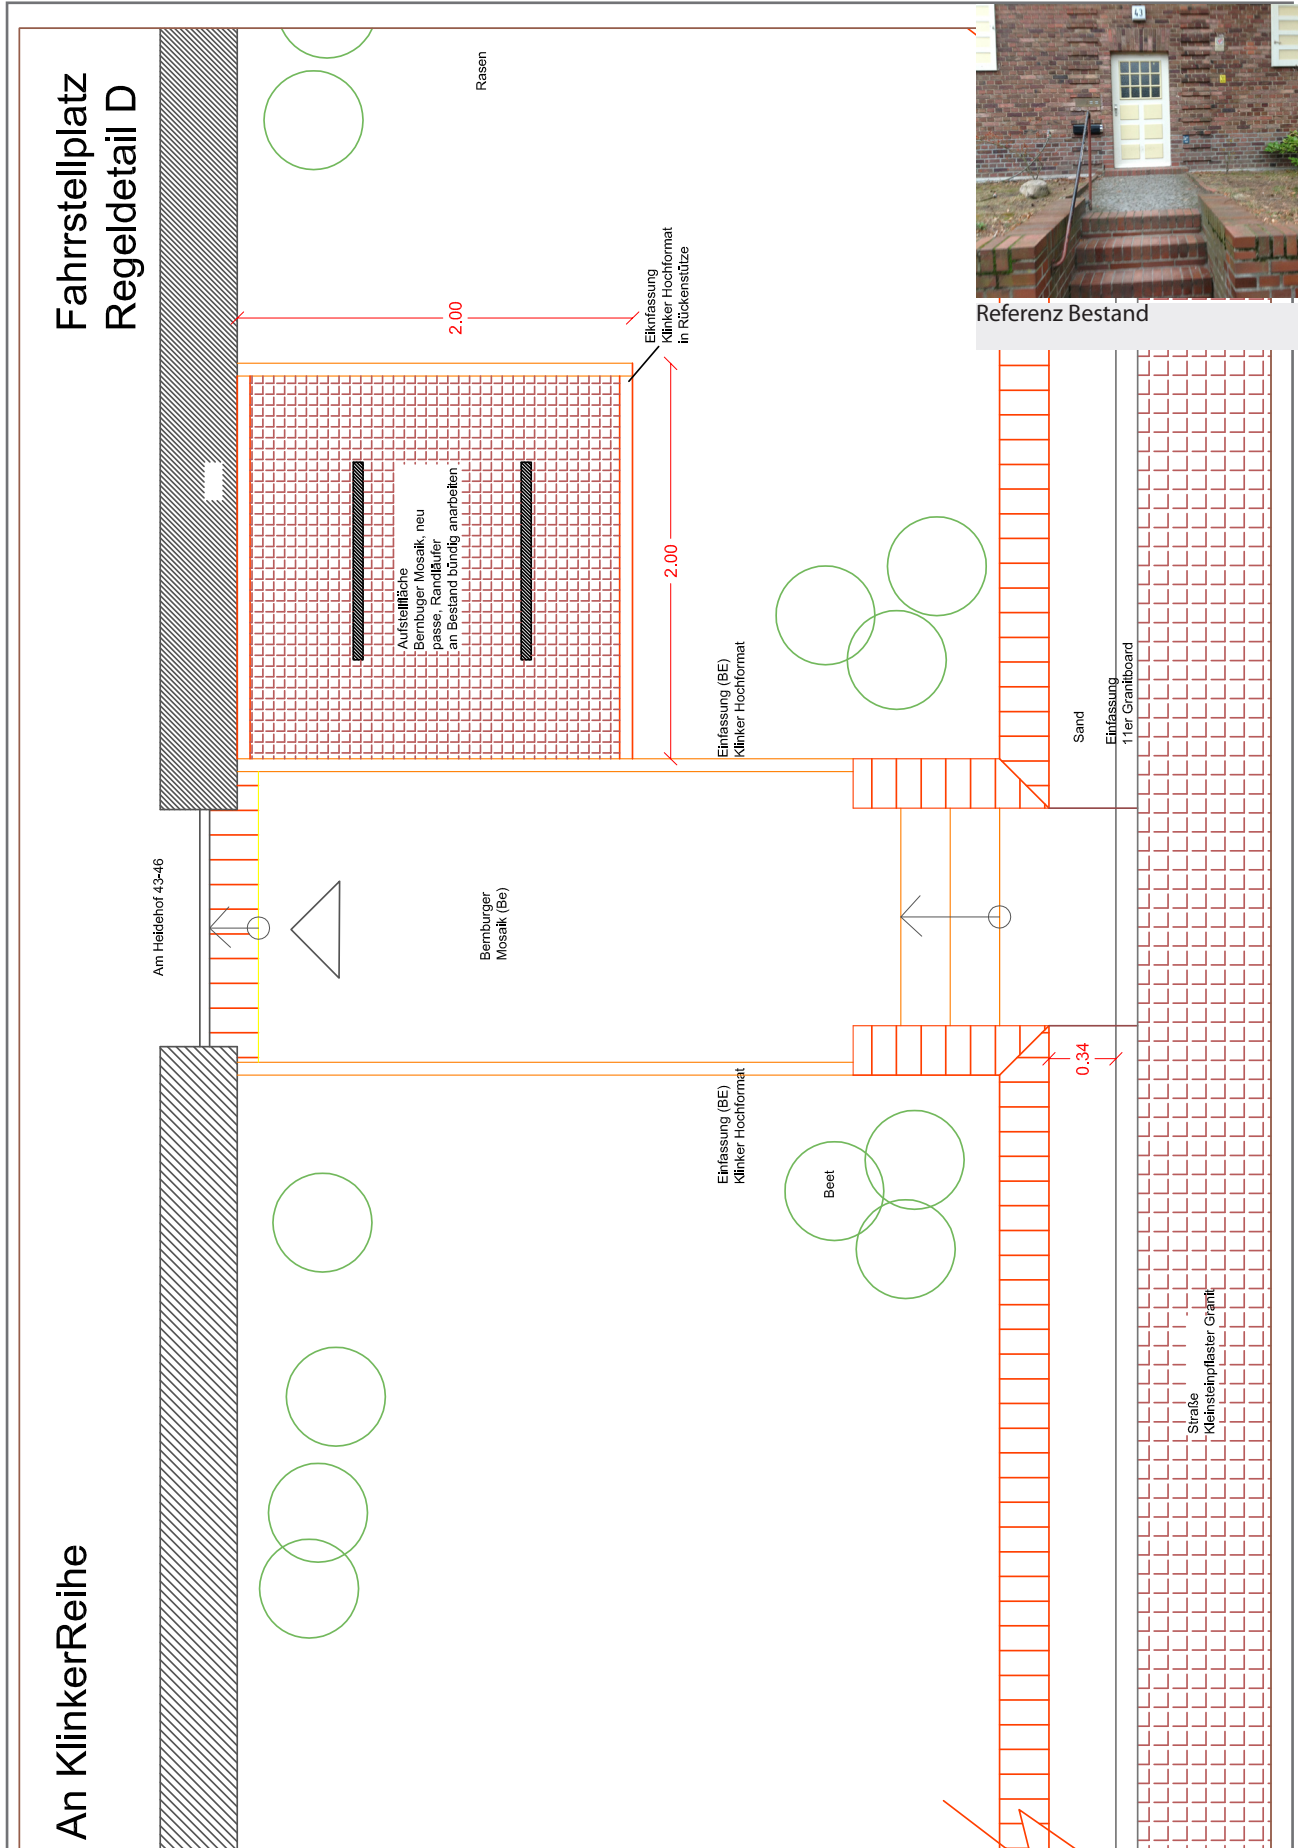 An KlinkerReihe
Fahrrstellplatz
Regeldetail D
Am Heidehof 43-46
Rasen
2.00
Eiknfassung
Klinker Hochformat
in Rückenstütze
Aufstellfläche
Bernbuger Mosaik, neu
passe, Randläufer
an Bestand bündig anarbeiten
2.00
Bernburger
Mosaik (Be)
Einfassung (BE)
Klinker Hochformat
Einfassung (BE)
Klinker Hochformat
Beet
Sand
Einfassung
11er Granitboard
0.34
Straße
Kleinsteinpflaster Granit
43
Referenz Bestand